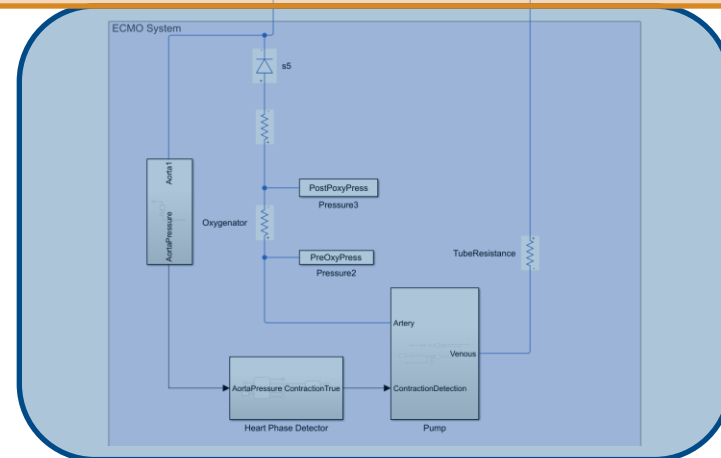 ECMO System
s5
Aorta1
AortaPressure
PostPoxyPress
Pressure3
Oxygenator
PreOxyPress
Pressure2
TubeResistance
Artery
Venous
AortaPressure ContractionTrue
ContractionDetection
Heart Phase Detector
Pump